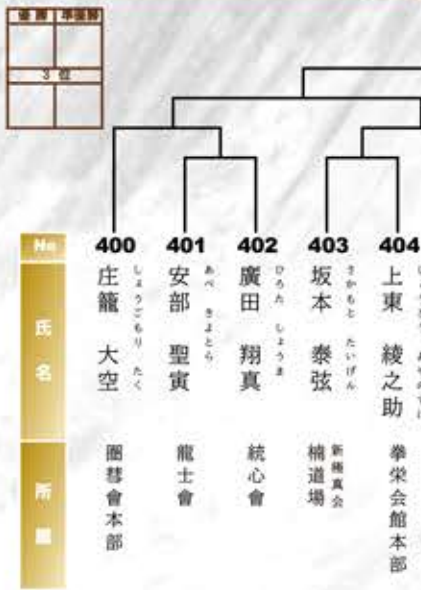 優勝 準優勝
3 位
No
氏名
所属
400
庄籠 大空
しょうごもり たく
圏彗會本部
401
安部 聖寅
あべ きよとら
龍士會
402
廣田 翔真
ひろた しょうま
統心會
403
坂本 泰弦
さかもと たいげん
新極真会
楠道場
404
上東 綾之助
拳栄会館本部